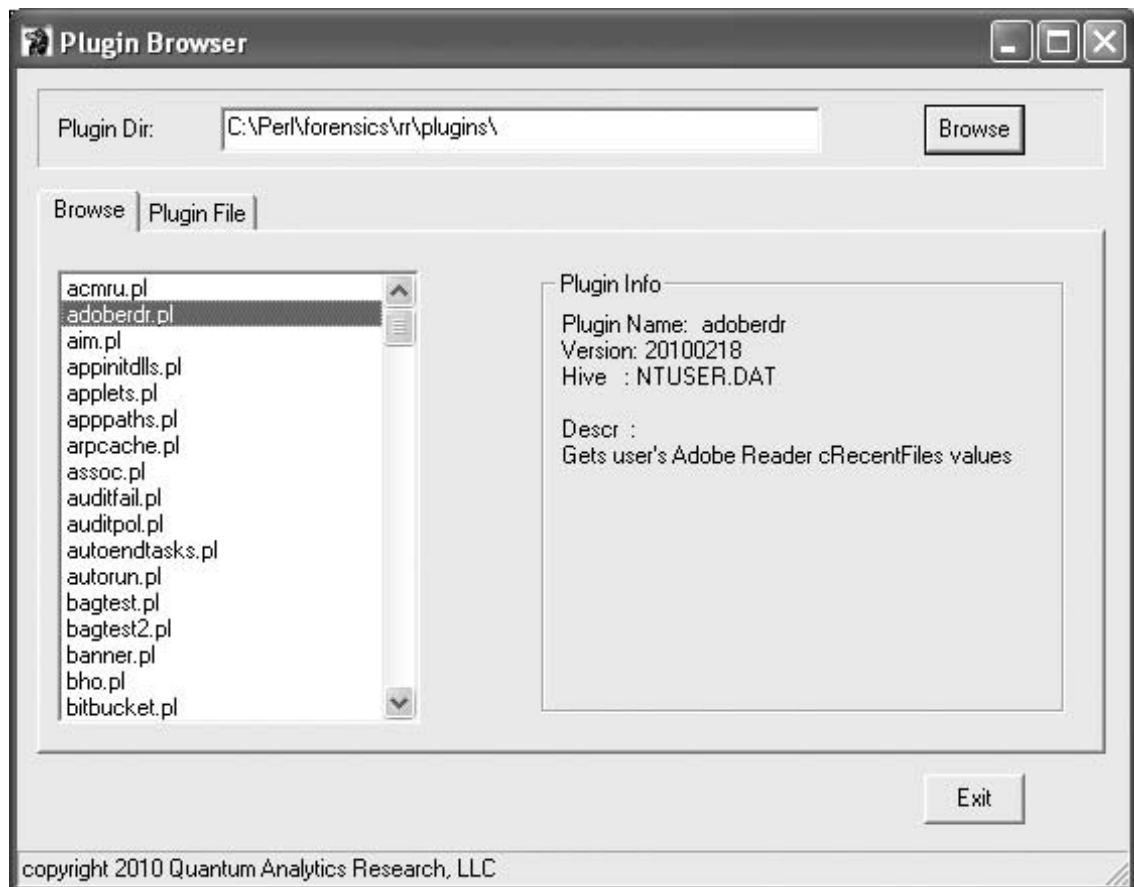 Plugin Browser
Plugin Dir: C:\Perl\forensics\rr\plugins\ Browse
Browse Plugin File
acmru.pl
adoberdr.pl
aim.pl
appinitdlls.pl
applets.pl
apppaths.pl
arpcache.pl
assoc.pl
auditfail.pl
auditpol.pl
autoendtasks.pl
autorun.pl
bagtest.pl
bagtest2.pl
banner.pl
bho.pl
bitbucket.pl
Plugin Info
Plugin Name: adoberdr
Version: 20100218
Hive : NTUSER.DAT
Descr :
Gets user's Adobe Reader cRecentFiles values
Exit
copyright 2010 Quantum Analytics Research, LLC